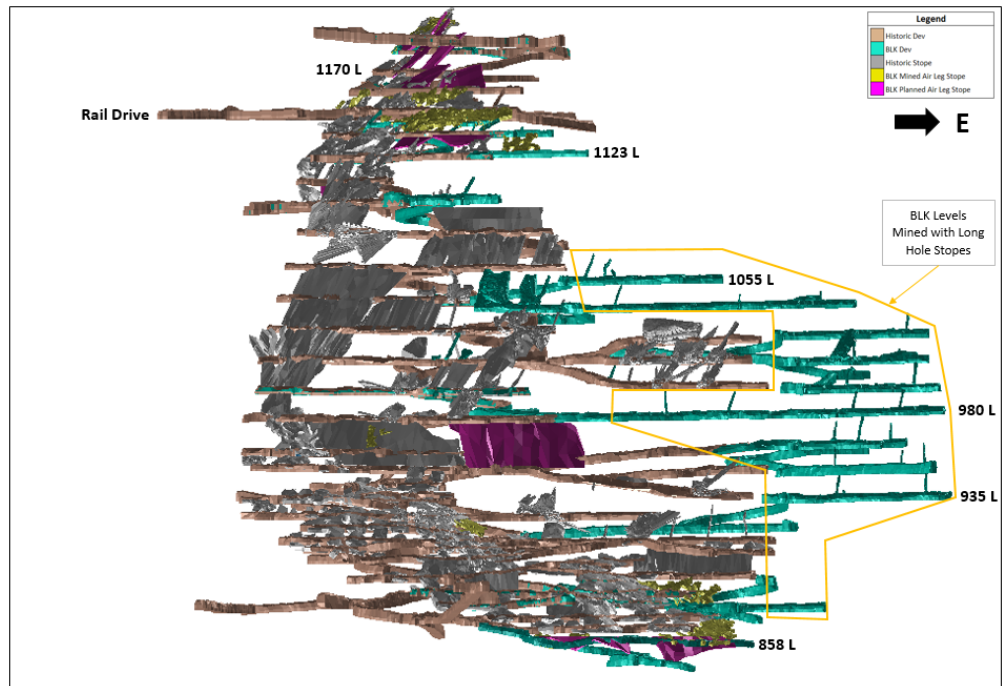 Legend
Historic Dev
BLK Dev
Historic Stope
BLK Mined Air Leg Stope
BLK Planned Air Leg Stope
1170 L
Rail Drive
E
1123 L
BLK Levels
Mined with Long
Hole Stopes
1055 L
980 L
935 L
858 L